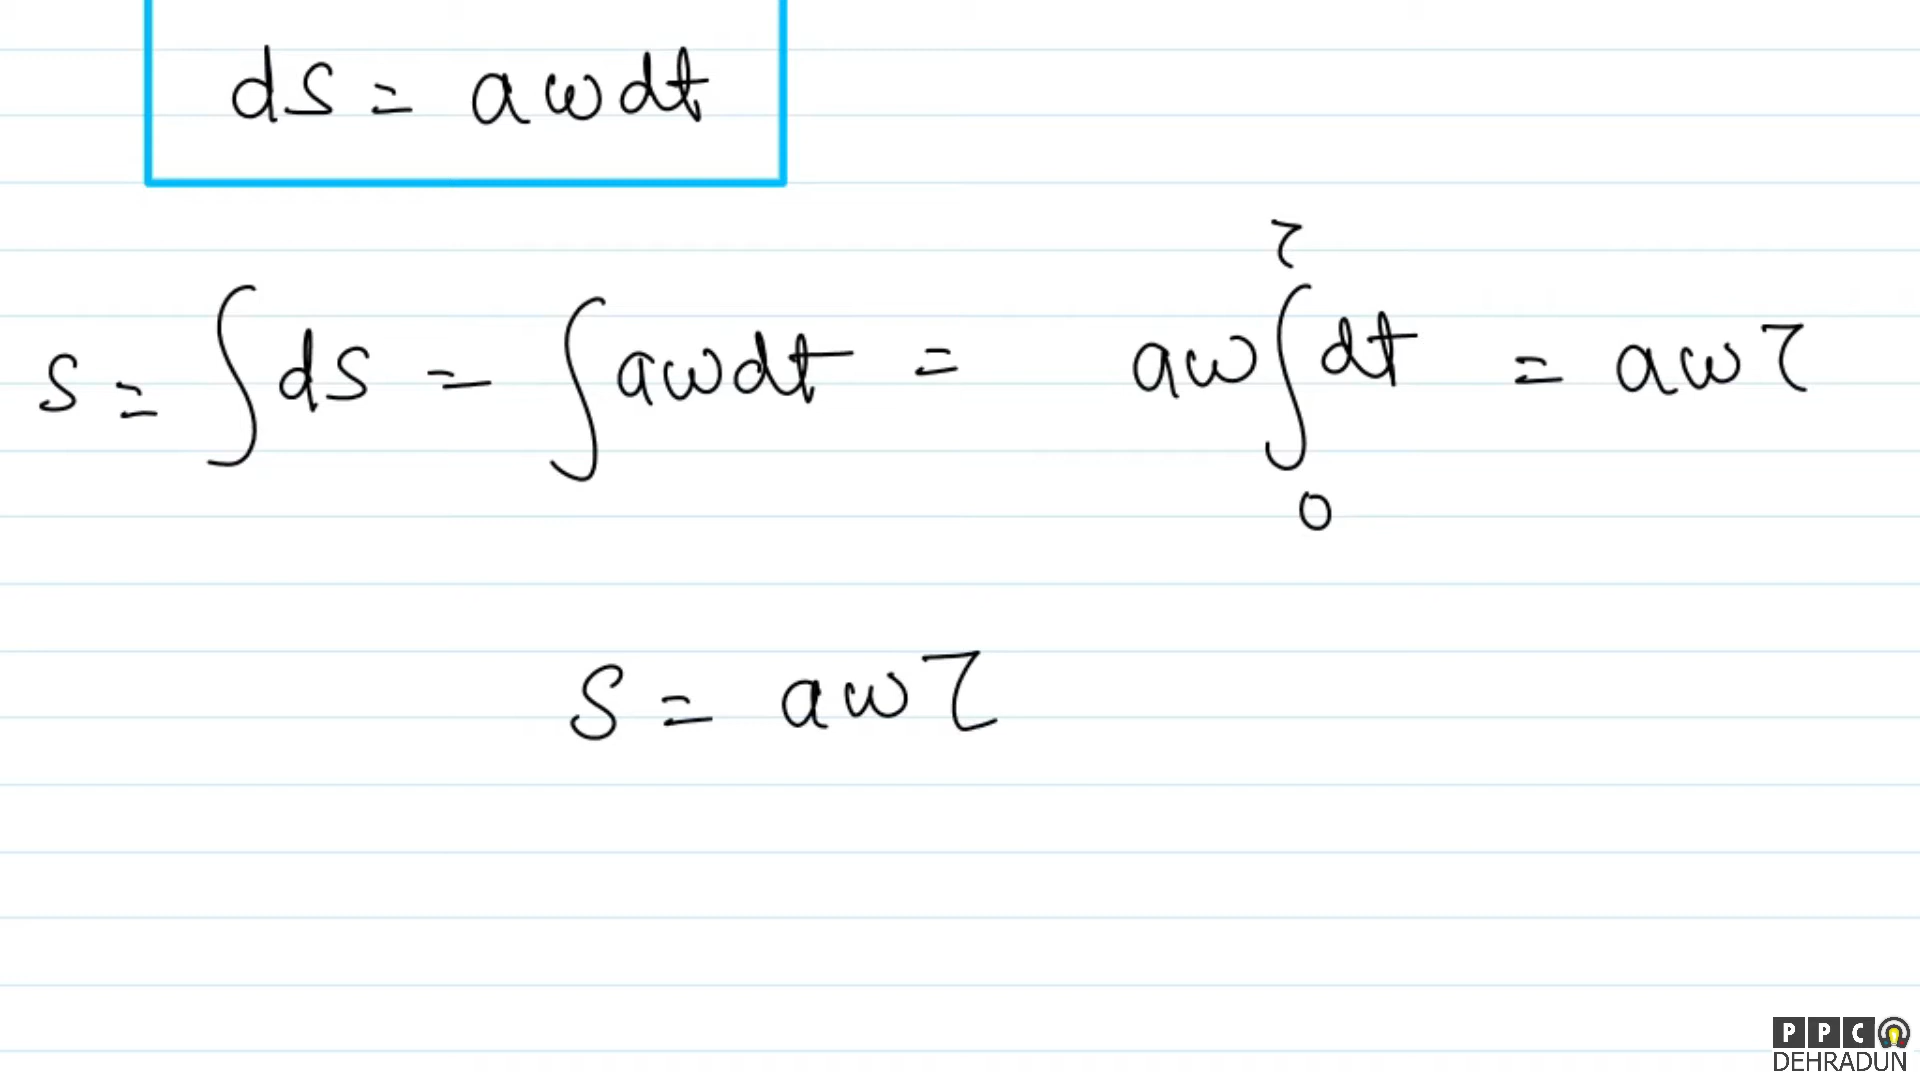 ds = aωdt
s = ∫ds = ∫aωdt = aω∫₀^τ dt = aωτ
s = aωτ
PPC
DEHRADUN